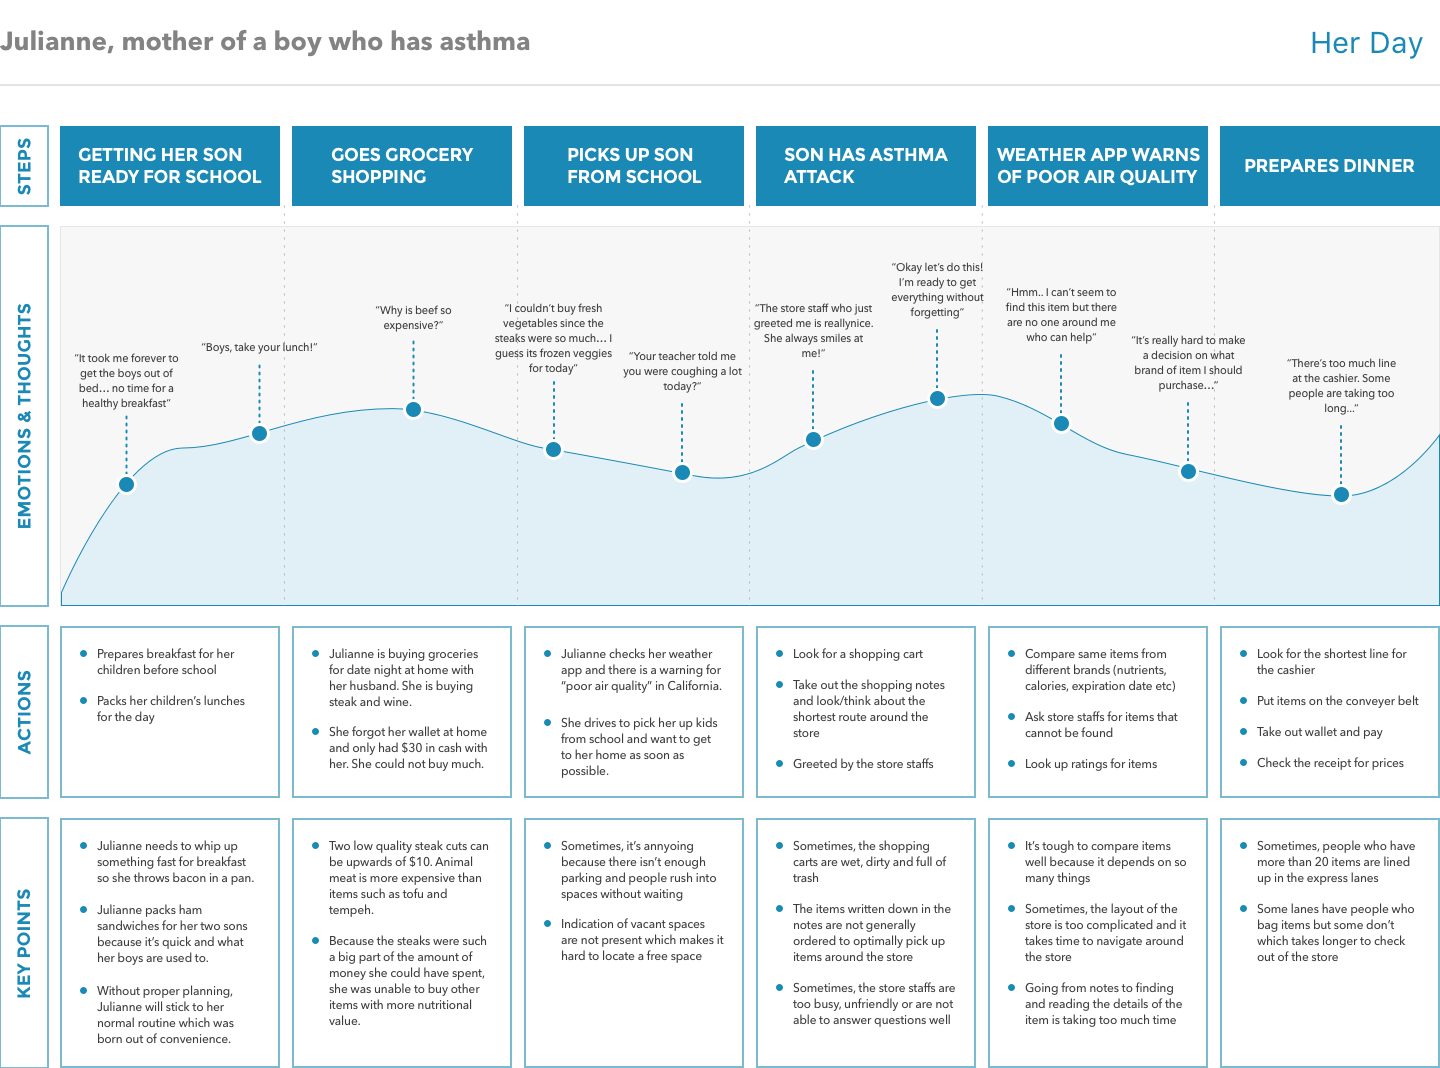 Julianne, mother of a boy who has asthma
Her Day
STEPS
GETTING HER SON
READY FOR SCHOOL
GOES GROCERY
SHOPPING
PICKS UP SON
FROM SCHOOL
SON HAS ASTHMA
ATTACK
WEATHER APP WARNS
OF POOR AIR QUALITY
PREPARES DINNER
EMOTIONS & THOUGHTS
“It took me forever to
get the boys out of
bed... no time for a
healthy breakfast”
“Boys, take your lunch!”
“Why is beef so
expensive?”
“I couldn’t buy fresh
vegetables since the
steaks were so much... I
guess its frozen veggies
for today”
“Your teacher told me
you were coughing a lot
today?”
“The store staff who just
greeted me is reallynice.
She always smiles at
me!”
“Okay let’s do this!
I’m ready to get
everything without
forgetting”
“Hmm.. I can’t seem to
find this item but there
are no one around me
who can help”
“It’s really hard to make
a decision on what
brand of item I should
purchase...”
“There’s too much line
at the cashier. Some
people are taking too
long...”
ACTIONS
Prepares breakfast for her
children before school
Packs her children’s lunches
for the day
Julianne is buying groceries
for date night at home with
her husband. She is buying
steak and wine.
She forgot her wallet at home
and only had $30 in cash with
her. She could not buy much.
Julianne checks her weather
app and there is a warning for
“poor air quality” in California.
She drives to pick her up kids
from school and want to get
to her home as soon as
possible.
Look for a shopping cart
Take out the shopping notes
and look/think about the
shortest route around the
store
Greeted by the store staffs
Compare same items from
different brands (nutrients,
calories, expiration date etc)
Ask store staffs for items that
cannot be found
Look up ratings for items
Look for the shortest line for
the cashier
Put items on the conveyer belt
Take out wallet and pay
Check the receipt for prices
KEY POINTS
Julianne needs to whip up
something fast for breakfast
so she throws bacon in a pan.
Julianne packs ham
sandwiches for her two sons
because it’s quick and what
her boys are used to.
Without proper planning,
Julianne will stick to her
normal routine which was
born out of convenience.
Two low quality steak cuts can
be upwards of $10. Animal
meat is more expensive than
items such as tofu and
tempeh.
Because the steaks were such
a big part of the amount of
money she could have spent,
she was unable to buy other
items with more nutritional
value.
Sometimes, it’s annyoing
because there isn’t enough
parking and people rush into
spaces without waiting
Indication of vacant spaces
are not present which makes it
hard to locate a free space
Sometimes, the shopping
carts are wet, dirty and full of
trash
The items written down in the
notes are not generally
ordered to optimally pick up
items around the store
Sometimes, the store staffs are
too busy, unfriendly or are not
able to answer questions well
It’s tough to compare items
well because it depends on so
many things
Sometimes, the layout of the
store is too complicated and it
takes time to navigate around
the store
Going from notes to finding
and reading the details of the
item is taking too much time
Sometimes, people who have
more than 20 items are lined
up in the express lanes
Some lanes have people who
bag items but some don’t
which takes longer to check
out of the store